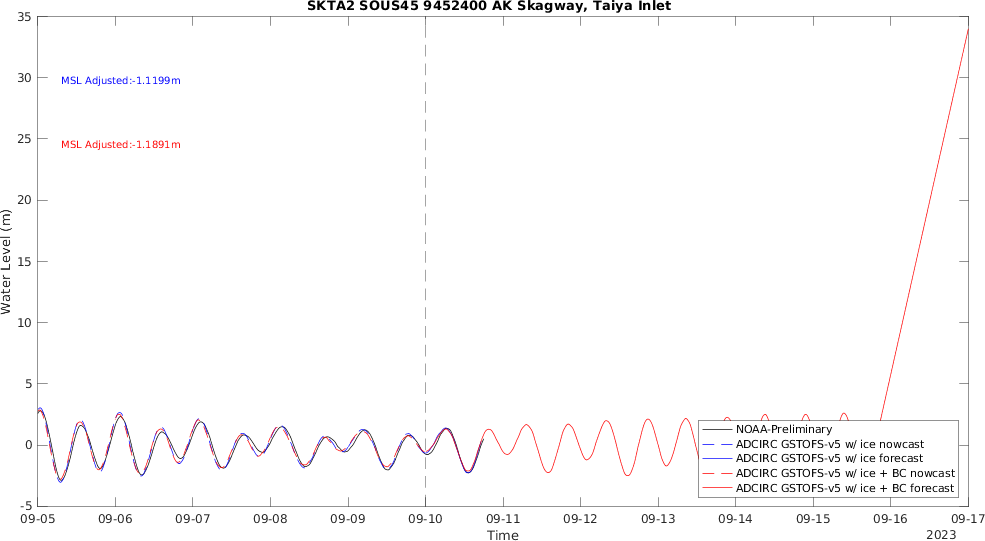 SKTA2 SOUS45 9452400 AK Skagway, Taiya Inlet
35
30
25
20
15
10
5
0
-5
Water Level (m)
MSL Adjusted:-1.1199m
MSL Adjusted:-1.1891m
NOAA-Preliminary
ADCIRC GSTOFS-v5 w/ ice nowcast
ADCIRC GSTOFS-v5 w/ ice forecast
ADCIRC GSTOFS-v5 w/ ice + BC nowcast
ADCIRC GSTOFS-v5 w/ ice + BC forecast
09-05 09-06 09-07 09-08 09-09 09-10 09-11 09-12 09-13 09-14 09-15 09-16 09-17
Time
2023